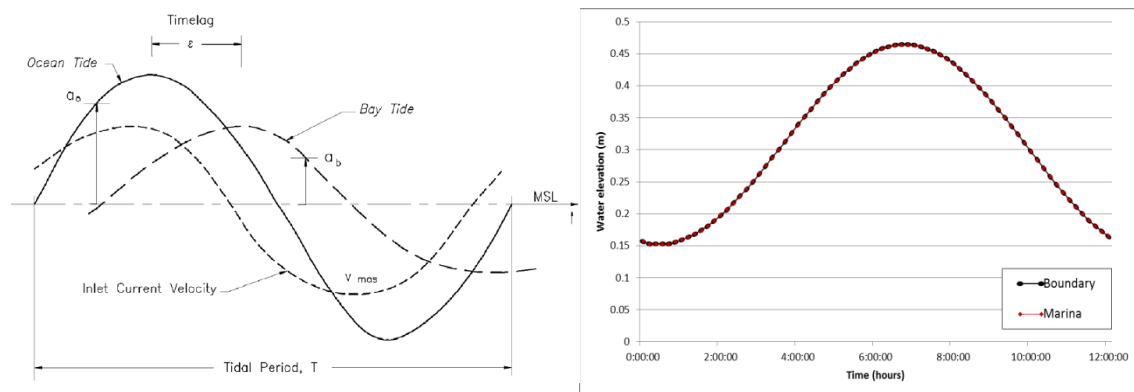 Timelag
ε
Ocean Tide
a₀
Bay Tide
a_b
MSL
V mas
Inlet Current Velocity
Tidal Period, T
0.5
0.45
0.4
0.35
0.3
0.25
0.2
0.15
0.1
0.05
0
Water elevation (m)
0:00:00 2:00:00 4:00:00 6:00:00 8:00:00 10:00:00 12:00:00
Time (hours)
Boundary
Marina